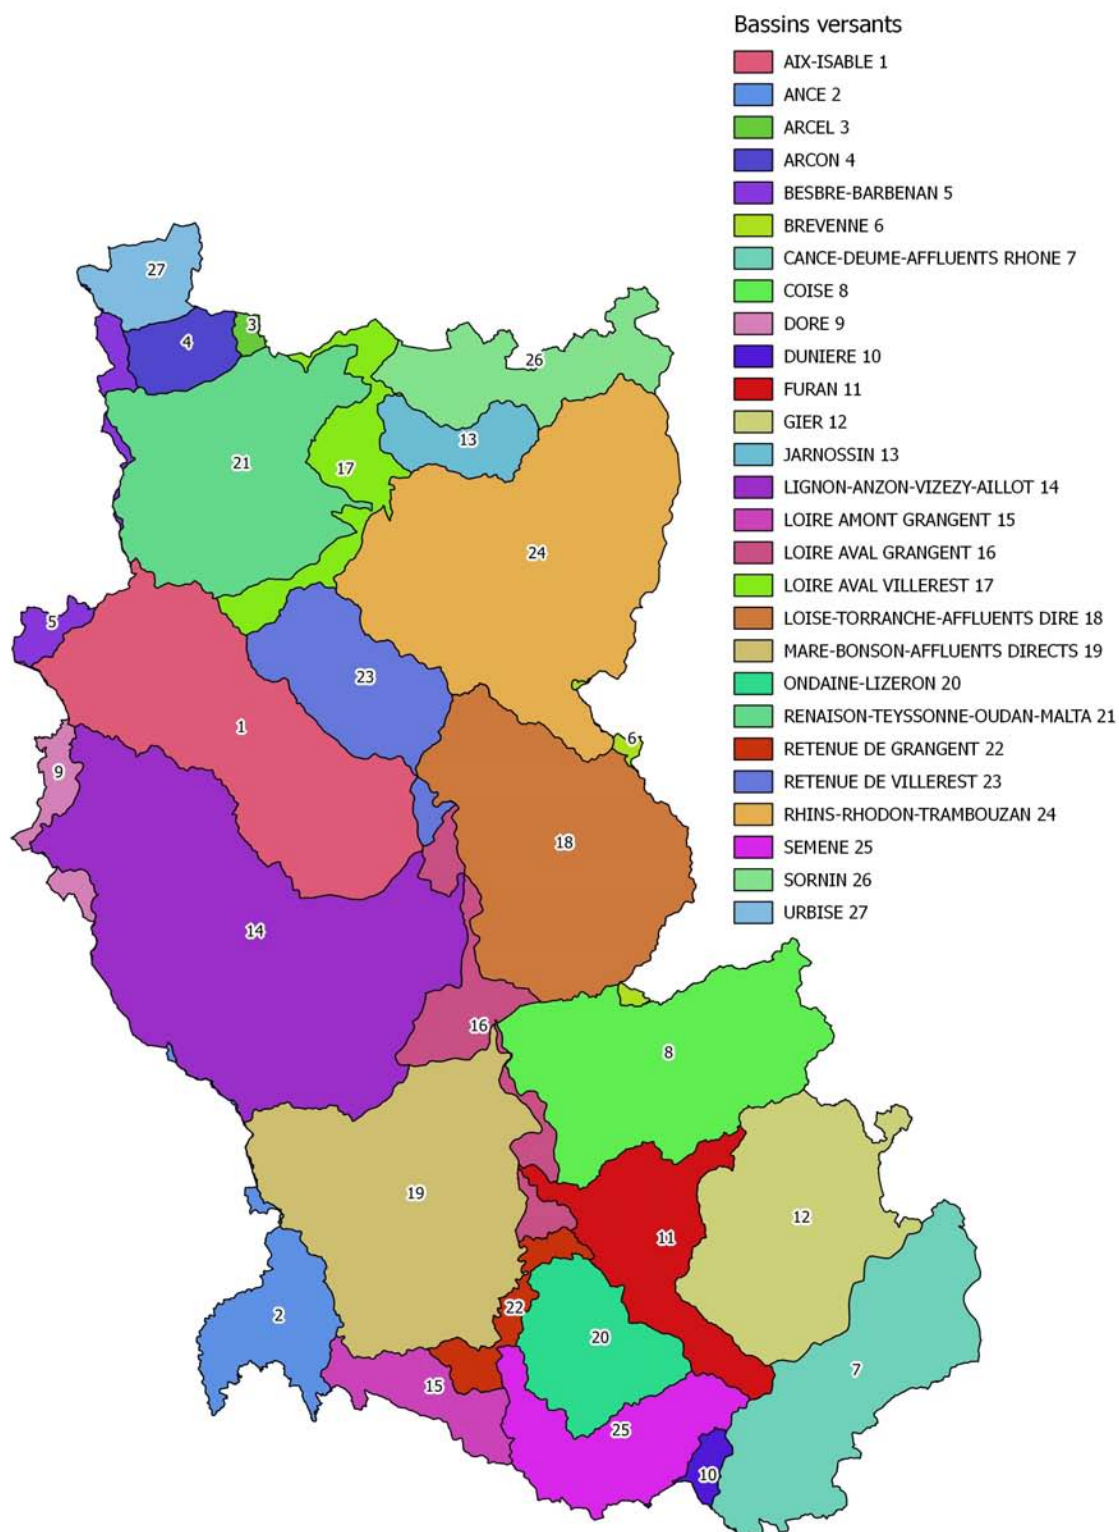 Bassins versants
AIX-ISABLE 1
ANCE 2
ARCEL 3
ARCON 4
BESBRE-BARBENAN 5
BREVENNE 6
CANCE-DEUME-AFFLUENTS RHONE 7
COISE 8
DORE 9
DUNIERE 10
FURAN 11
GIER 12
JARNOSSIN 13
LIGNON-ANZON-VIZEZY-AILLOT 14
LOIRE AMONT GRANGENT 15
LOIRE AVAL GRANGENT 16
LOIRE AVAL VILLEREST 17
LOISE-TORRANCHE-AFFLUENTS DIRE 18
MARE-BONSON-AFFLUENTS DIRECTS 19
ONDAINE-LIZERON 20
RENAISON-TEYSSONNE-OUDAN-MALTA 21
RETENUE DE GRANGENT 22
RETENUE DE VILLEREST 23
RHINS-RHODON-TRAMBOUZAN 24
SEMENE 25
SORNIN 26
URBISE 27
27
3
4
26
13
21
17
24
5
23
1
6
9
18
14
16
8
19
12
11
22
2
20
7
15
25
10